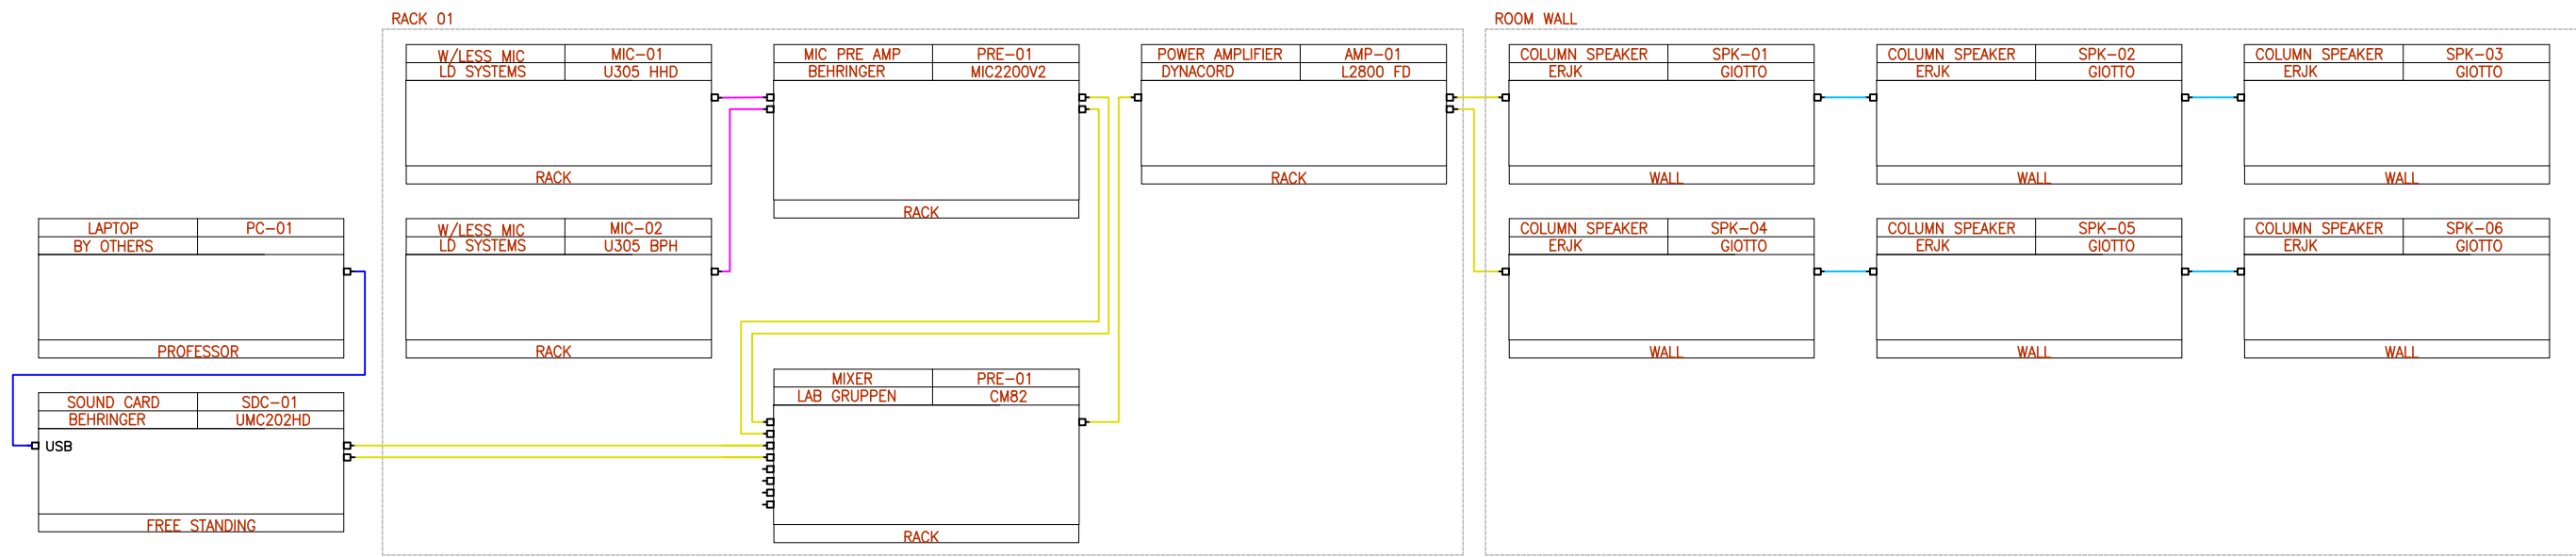 RACK 01
ROOM WALL
W/LESS MIC MIC-01
LD SYSTEMS U305 HHD
RACK
MIC PRE AMP PRE-01
BEHRINGER MIC2200V2
RACK
POWER AMPLIFIER AMP-01
DYNACORD L2800 FD
RACK
COLUMN SPEAKER SPK-01
ERJK GIOTTO
WALL
COLUMN SPEAKER SPK-02
ERJK GIOTTO
WALL
COLUMN SPEAKER SPK-03
ERJK GIOTTO
WALL
LAPTOP PC-01
BY OTHERS
PROFESSOR
W/LESS MIC MIC-02
LD SYSTEMS U305 BPH
RACK
COLUMN SPEAKER SPK-04
ERJK GIOTTO
WALL
COLUMN SPEAKER SPK-05
ERJK GIOTTO
WALL
COLUMN SPEAKER SPK-06
ERJK GIOTTO
WALL
SOUND CARD SDC-01
BEHRINGER UMC202HD
USB
FREE STANDING
MIXER PRE-01
LAB GRUPPEN CM82
RACK